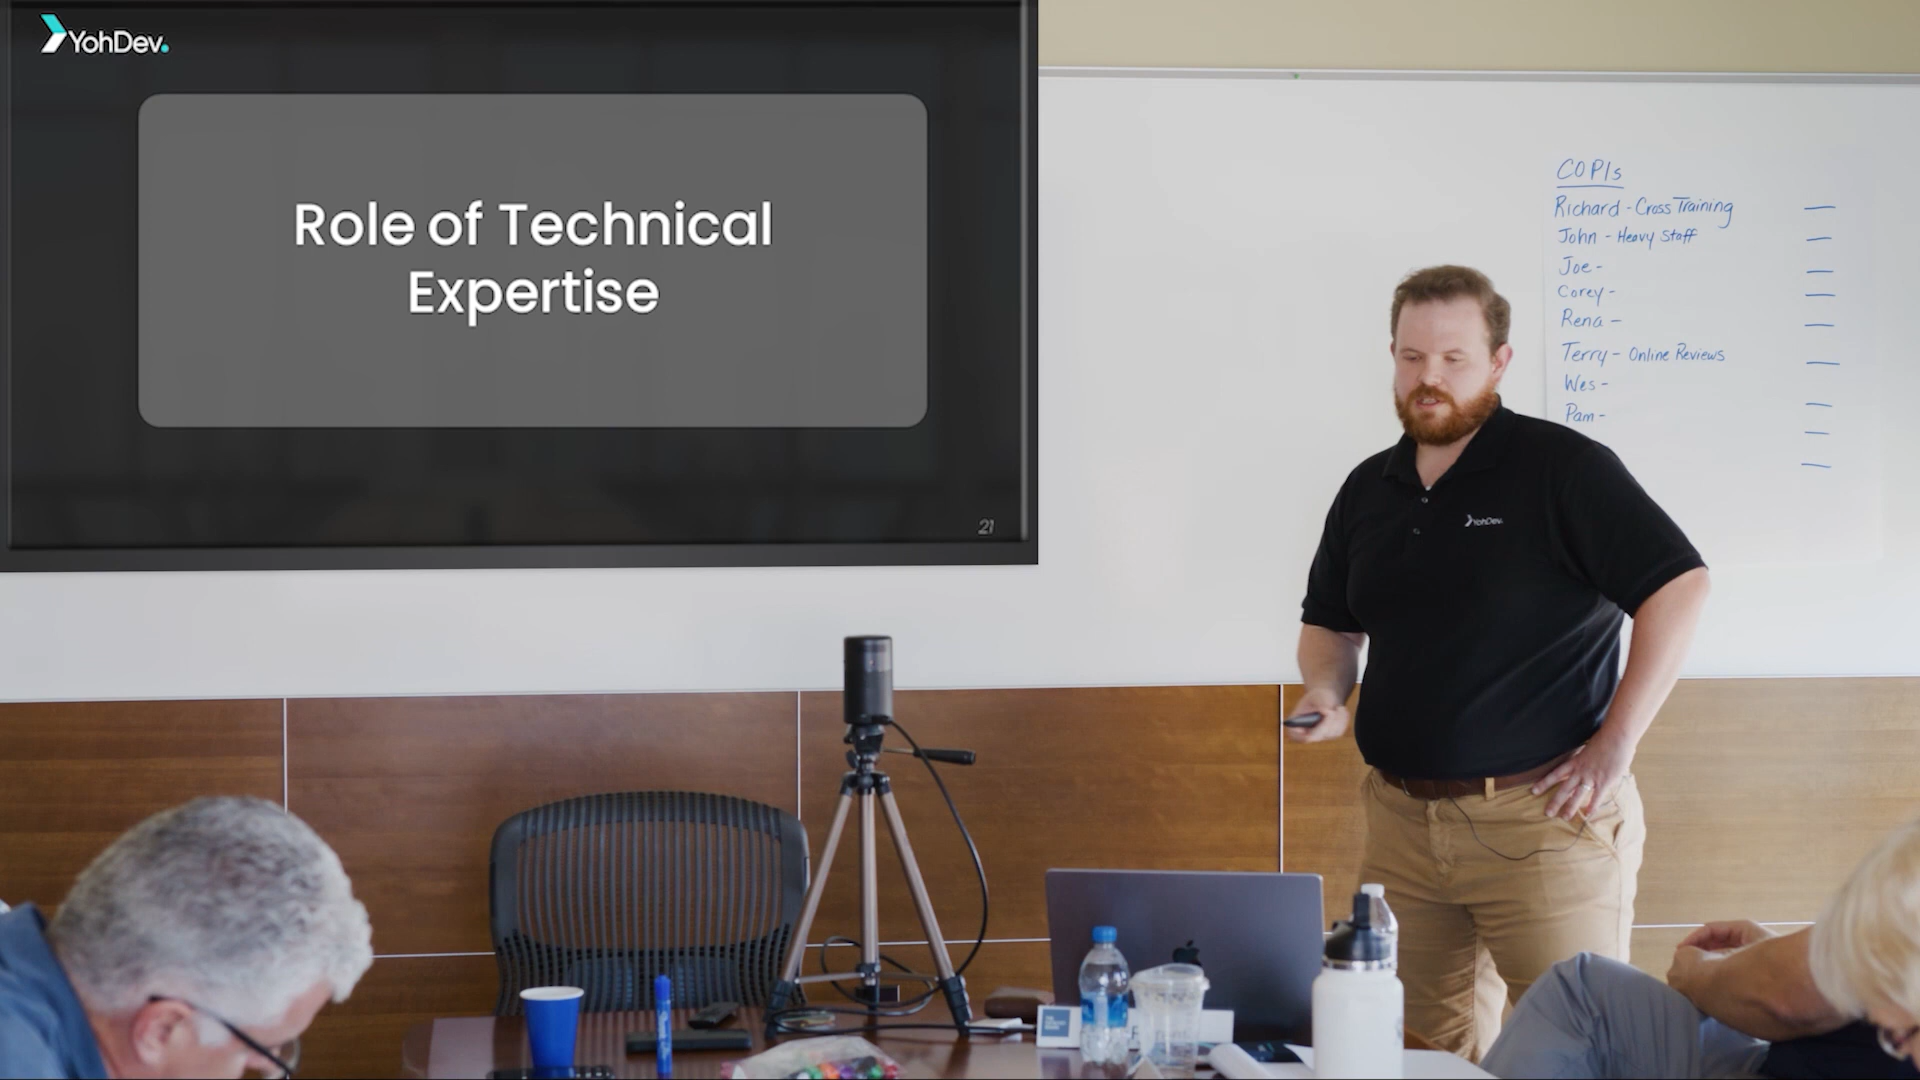 YohDev.
Role of Technical
Expertise
21
COPIs
Richard - Cross Training
John - Heavy Staff
Joe -
Corey -
Rena -
Terry - Online Reviews
Wes -
Pam -
YohDev.